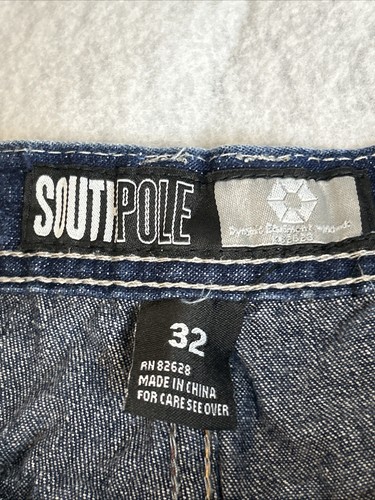 SOUTHPOLE
32
RN 82628
MADE IN CHINA
FOR CARE SEE OVER